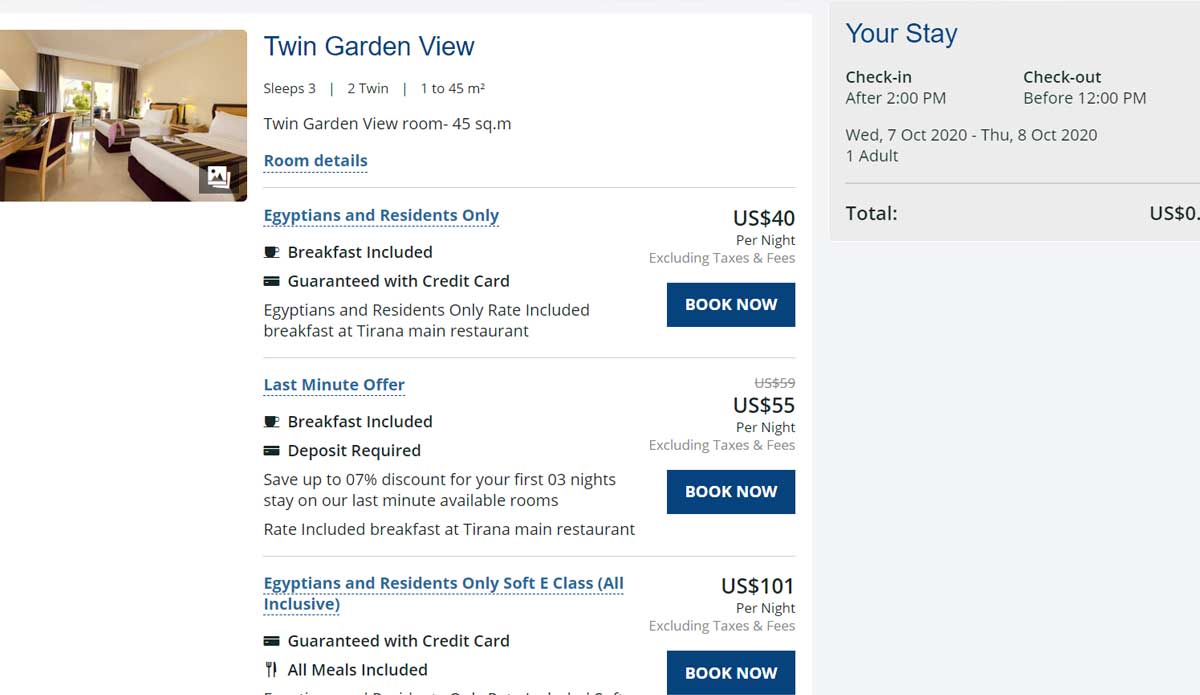 Twin Garden View
Sleeps 3 | 2 Twin | 1 to 45 m²
Twin Garden View room- 45 sq.m
Room details
Egyptians and Residents Only
US$40
Per Night
Excluding Taxes & Fees
Breakfast Included
Guaranteed with Credit Card
BOOK NOW
Egyptians and Residents Only Rate Included
breakfast at Tirana main restaurant
Last Minute Offer
US$59
US$55
Per Night
Excluding Taxes & Fees
Breakfast Included
Deposit Required
BOOK NOW
Save up to 07% discount for your first 03 nights
stay on our last minute available rooms
Rate Included breakfast at Tirana main restaurant
Egyptians and Residents Only Soft E Class (All
Inclusive)
US$101
Per Night
Excluding Taxes & Fees
Guaranteed with Credit Card
All Meals Included
BOOK NOW
Your Stay
Check-in Check-out
After 2:00 PM Before 12:00 PM
Wed, 7 Oct 2020 - Thu, 8 Oct 2020
1 Adult
Total: US$0.